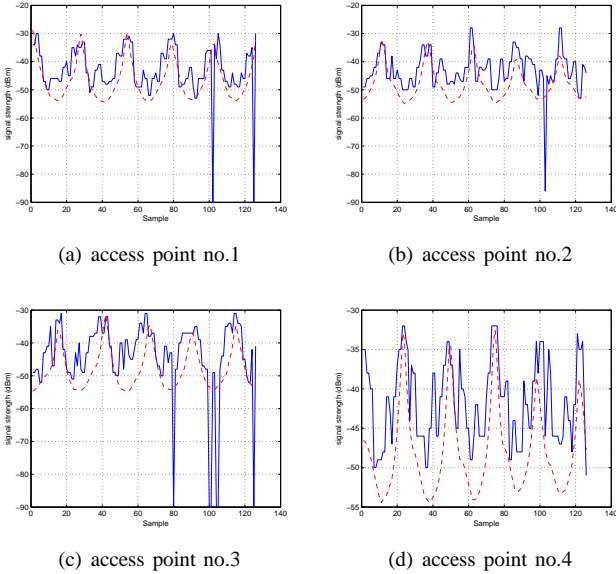 -20
-30
-40
-50
-60
-70
-80
-90
signal strength (dBm)
0 20 40 60 80 100 120 140
Sample
(a) access point no.1
-20
-30
-40
-50
-60
-70
-80
-90
signal strength (dBm)
0 20 40 60 80 100 120 140
Sample
(b) access point no.2
-30
-40
-50
-60
-70
-80
-90
signal strength (dBm)
0 20 40 60 80 100 120 140
Sample
(c) access point no.3
-30
-35
-40
-45
-50
-55
signal strength (dBm)
0 20 40 60 80 100 120 140
Sample
(d) access point no.4